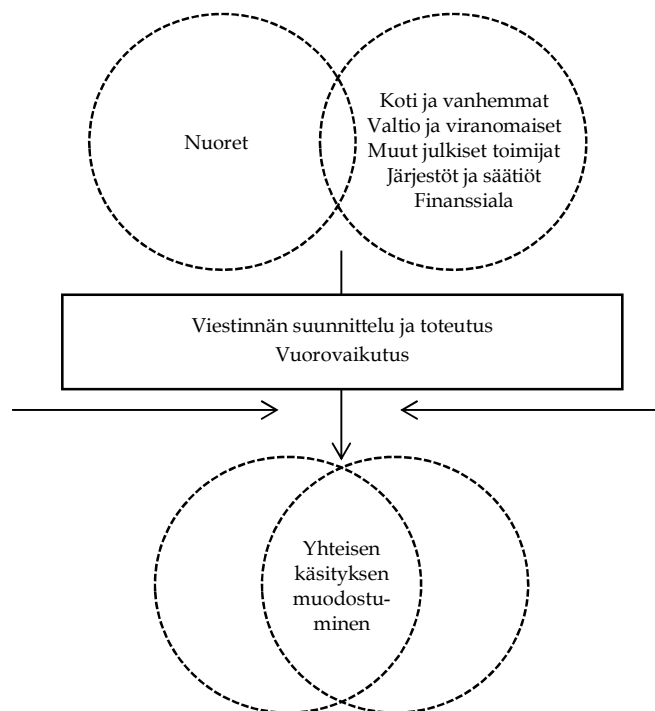 Nuoret
Koti ja vanhemmat
Valtio ja viranomaiset
Muut julkiset toimijat
Järjestöt ja säätiöt
Finanssiala
Viestinnän suunnittelu ja toteutus
Vuorovaikutus
Yhteisen
käsityksen
muodostu-
minen